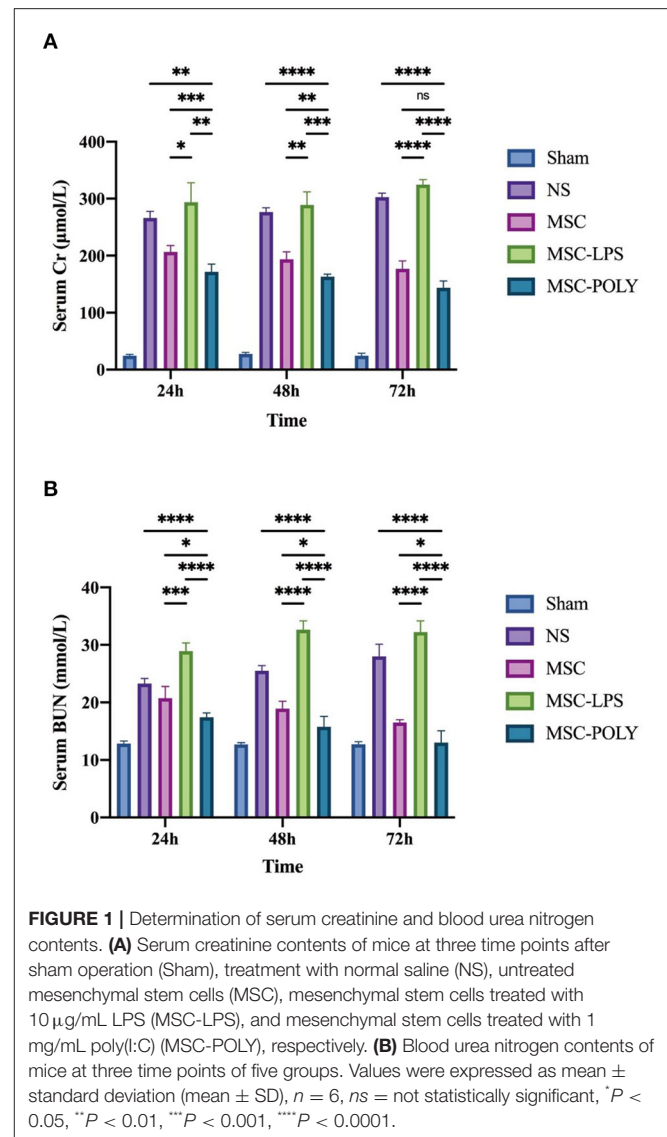 A
** **** ****
*** ** ns
** *** ****
* ** ****
400
300
200
100
0
Serum Cr (μmol/L)
24h 48h 72h
Time
Sham
NS
MSC
MSC-LPS
MSC-POLY
B
**** **** ****
* * *
**** **** ****
*** **** ****
40
30
20
10
0
Serum BUN (mmol/L)
24h 48h 72h
Time
Sham
NS
MSC
MSC-LPS
MSC-POLY
FIGURE 1 | Determination of serum creatinine and blood urea nitrogen
contents. (A) Serum creatinine contents of mice at three time points after
sham operation (Sham), treatment with normal saline (NS), untreated
mesenchymal stem cells (MSC), mesenchymal stem cells treated with
10 μg/mL LPS (MSC-LPS), and mesenchymal stem cells treated with 1
mg/mL poly(I:C) (MSC-POLY), respectively. (B) Blood urea nitrogen contents of
mice at three time points of five groups. Values were expressed as mean ±
standard deviation (mean ± SD), n = 6, ns = not statistically significant, *P <
0.05, **P < 0.01, ***P < 0.001, ****P < 0.0001.